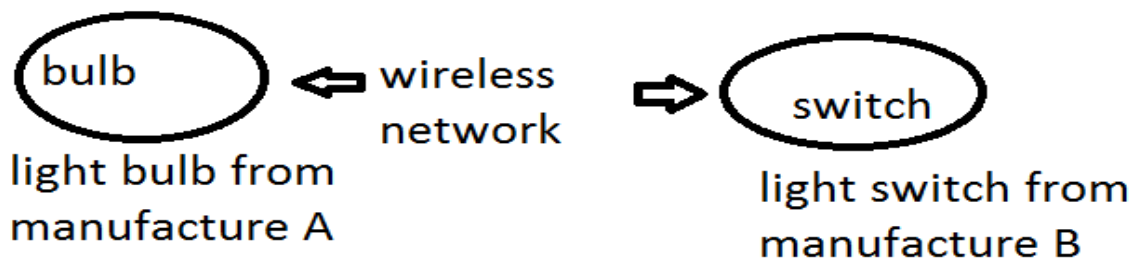 bulb
light bulb from
manufacture A
wireless
network
switch
light switch from
manufacture B